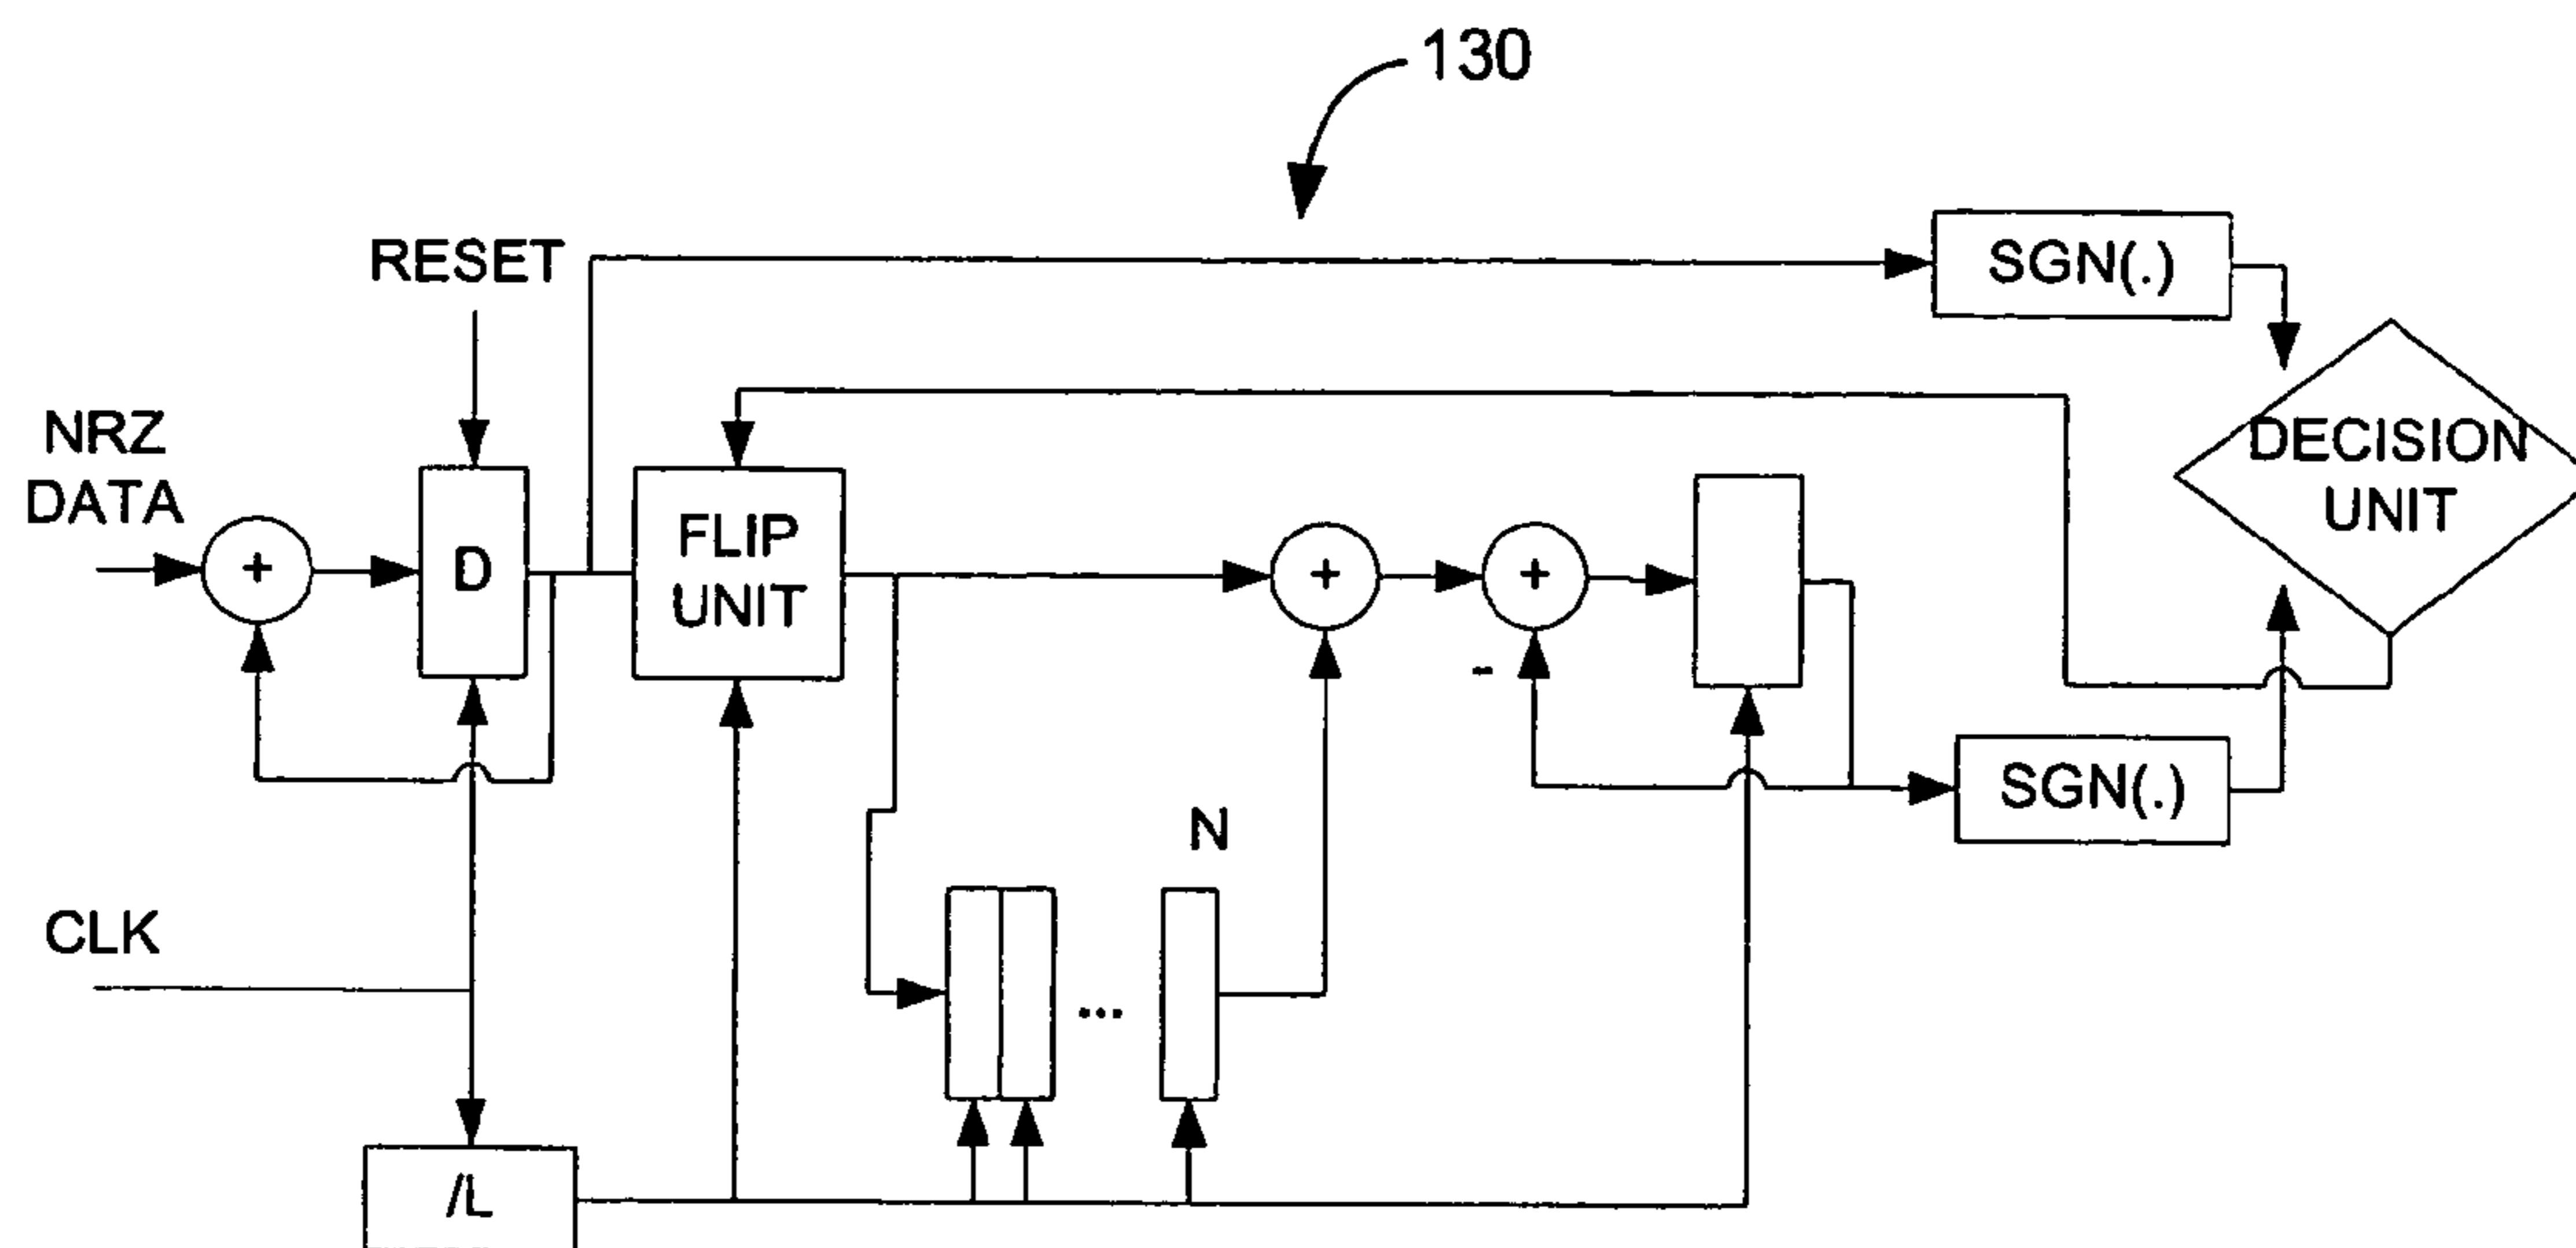 130
RESET
SGN(.)
NRZ
DATA
+
D
FLIP
UNIT
+
+
-
DECISION
UNIT
SGN(.)
N
CLK
...
/L